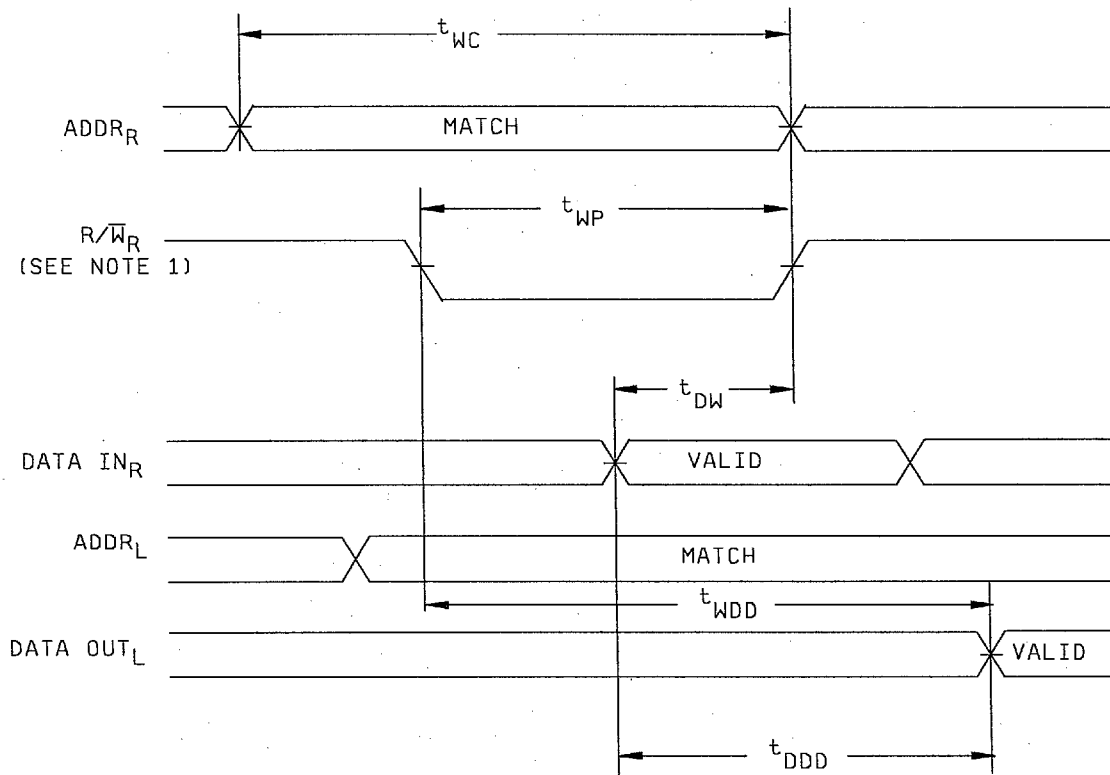 tWC
ADDRR
MATCH
tWP
R/W̅R
(SEE NOTE 1)
tDW
DATA INR
VALID
ADDRL
MATCH
tWDD
DATA OUTL
VALID
tDDD